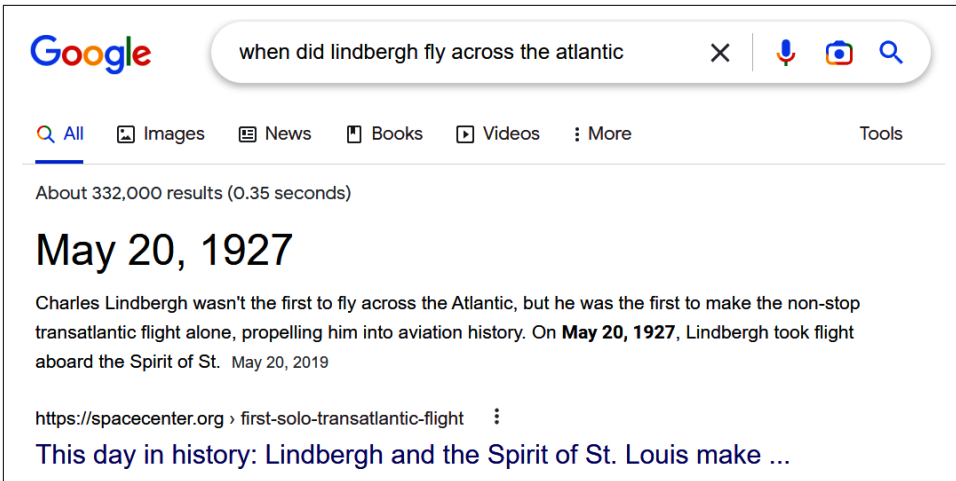 Google
when did lindbergh fly across the atlantic
All Images News Books Videos More Tools
About 332,000 results (0.35 seconds)
May 20, 1927
Charles Lindbergh wasn't the first to fly across the Atlantic, but he was the first to make the non-stop
transatlantic flight alone, propelling him into aviation history. On May 20, 1927, Lindbergh took flight
aboard the Spirit of St. May 20, 2019
https://spacecenter.org › first-solo-transatlantic-flight
This day in history: Lindbergh and the Spirit of St. Louis make ...